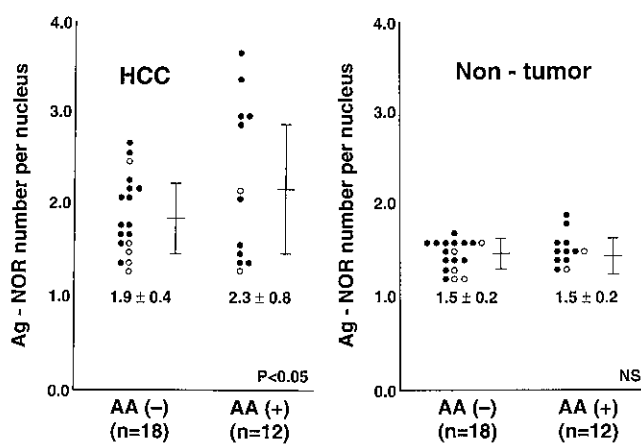 Ag - NOR number per nucleus
4.0
3.0
2.0
1.0
0.0
HCC
1.9 ± 0.4
2.3 ± 0.8
P<0.05
AA (−)
(n=18)
AA (+)
(n=12)
Ag - NOR number per nucleus
4.0
3.0
2.0
1.0
0.0
Non - tumor
1.5 ± 0.2
1.5 ± 0.2
NS
AA (−)
(n=18)
AA (+)
(n=12)